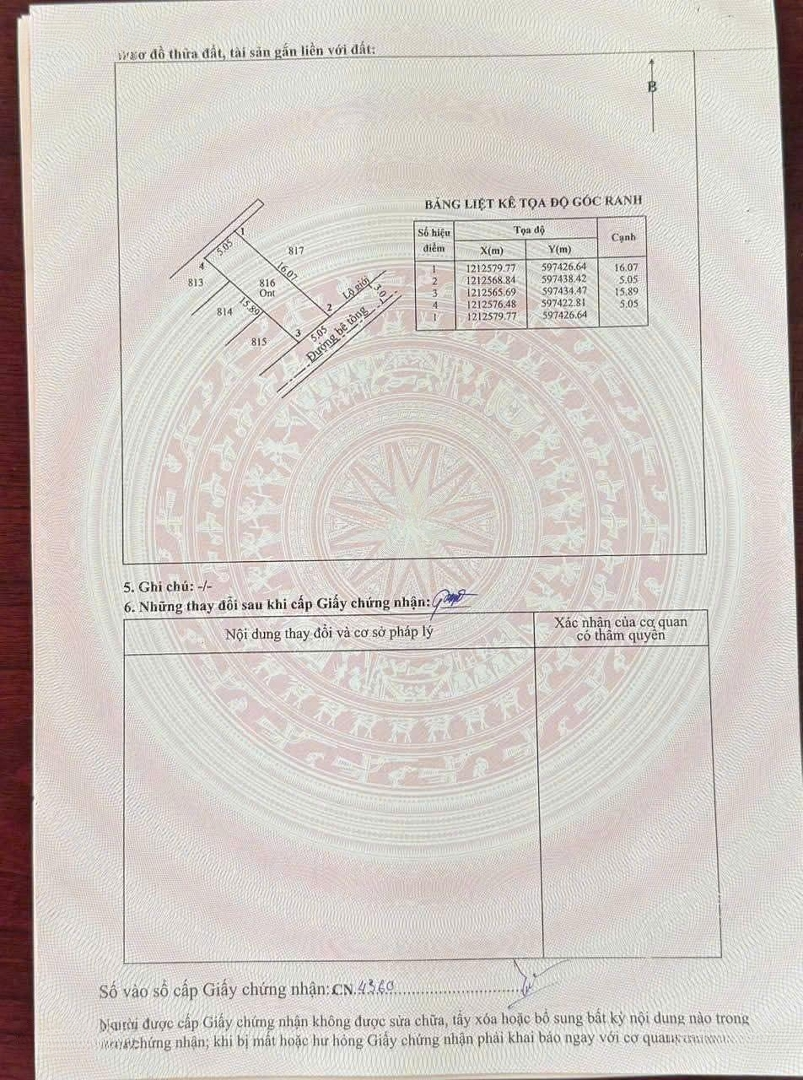 ơ đồ thửa đất, tài sản gắn liền với đất:
B
BẢNG LIỆT KÊ TỌA ĐỘ GÓC RANH
Số hiệu điểm Tọa độ Cạnh
X(m) Y(m)
1 1212579.77 597426.64 16.07
2 1212568.84 597438.42 5.05
3 1212565.69 597434.47 15.89
4 1212576.48 597422.81 5.05
1 1212579.77 597426.64
1
5.05
817
4
16.07
813
816
Ont
15.89
814
2
Lộ giới
3.0
3
5.05
815
Đường bê tông
5. Ghi chú: -/-
6. Những thay đổi sau khi cấp Giấy chứng nhận:
Nội dung thay đổi và cơ sở pháp lý
Xác nhận của cơ quan
có thẩm quyền
Số vào sổ cấp Giấy chứng nhận: CN.4360
được cấp Giấy chứng nhận không được sửa chữa, tẩy xóa hoặc bổ sung bất kỳ nội dung nào trong
chứng nhận; khi bị mất hoặc hư hỏng Giấy chứng nhận phải khai báo ngay với cơ quan